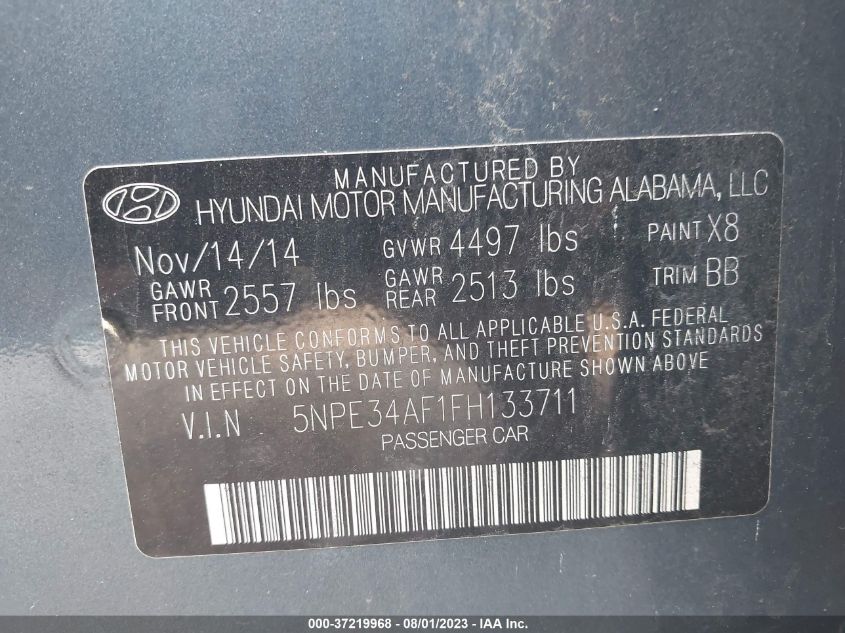 MANUFACTURED BY
HYUNDAI MOTOR MANUFACTURING ALABAMA, LLC
Nov/14/14 GVWR 4497 lbs PAINT X8
GAWR FRONT 2557 lbs GAWR REAR 2513 lbs TRIM BB
THIS VEHICLE CONFORMS TO ALL APPLICABLE U.S.A. FEDERAL
MOTOR VEHICLE SAFETY, BUMPER, AND THEFT PREVENTION STANDARDS
IN EFFECT ON THE DATE OF MANUFACTURE SHOWN ABOVE
V.I.N 5NPE34AF1FH133711
PASSENGER CAR
000-37219968 - 08/01/2023 - © IAA Inc.